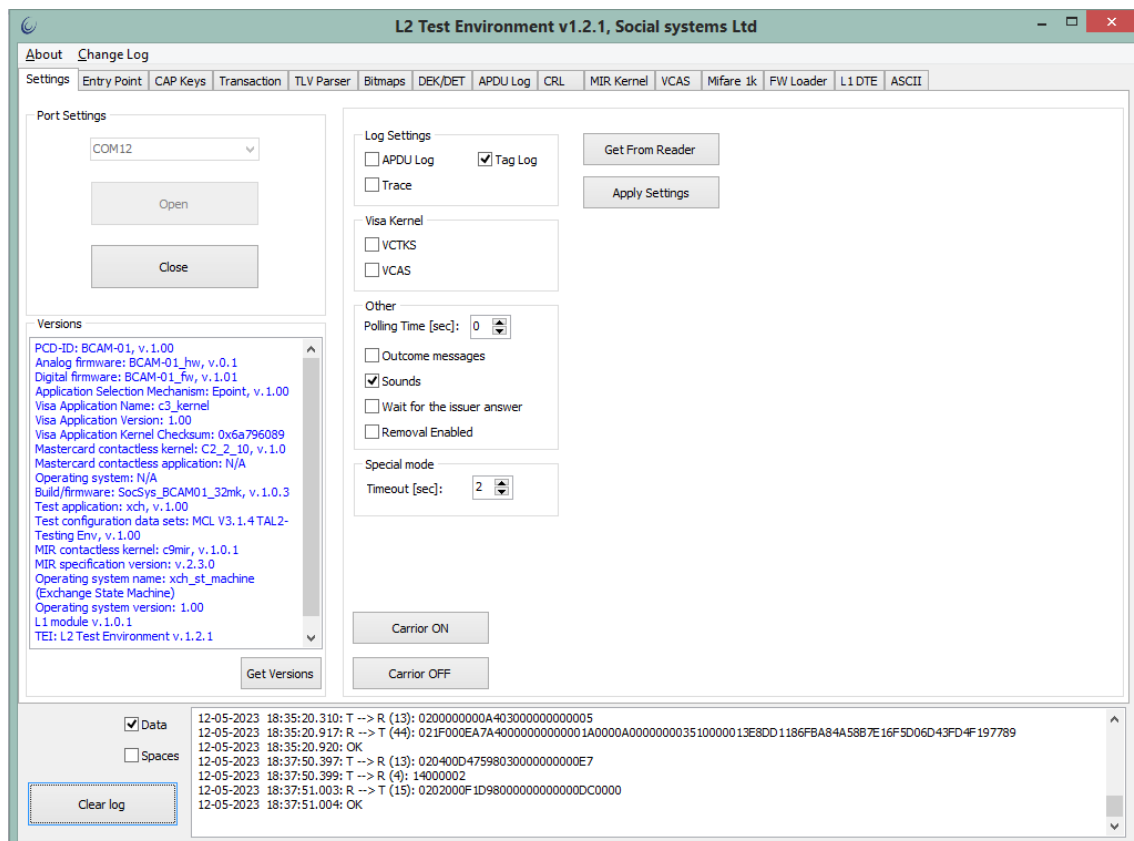 L2 Test Environment v1.2.1, Social systems Ltd
About Change Log
Settings Entry Point CAP Keys Transaction TLV Parser Bitmaps DEK/DET APDU Log CRL MIR Kernel VCAS Mifare 1k FW Loader L1 DTE ASCII
Port Settings
COM12
Open
Close
Versions
PCD-ID: BCAM-01, v.1.00
Analog firmware: BCAM-01_hw, v.0.1
Digital firmware: BCAM-01_fw, v.1.01
Application Selection Mechanism: Epoint, v.1.00
Visa Application Name: c3_kernel
Visa Application Version: 1.00
Visa Application Kernel Checksum: 0x6a796089
Mastercard contactless kernel: C2_2_10, v.1.0
Mastercard contactless application: N/A
Operating system: N/A
Build/firmware: SocSys_BCAM01_32mk, v.1.0.3
Test application: xch, v.1.00
Test configuration data sets: MCL V3.1.4 TAL2-
Testing Env, v.1.00
MIR contactless kernel: c9mir, v.1.0.1
MIR specification version: v.2.3.0
Operating system name: xch_st_machine
(Exchange State Machine)
Operating system version: 1.00
L1 module v.1.0.1
TEI: L2 Test Environment v.1.2.1
Get Versions
Log Settings
APDU Log Tag Log
Trace
Visa Kernel
VCTKS
VCAS
Other
Polling Time [sec]: 0
Outcome messages
Sounds
Wait for the issuer answer
Removal Enabled
Special mode
Timeout [sec]: 2
Get From Reader
Apply Settings
Carrior ON
Carrior OFF
Data
Spaces
Clear log
12-05-2023 18:35:20.310: T --> R (13): 0200000000A403000000000005
12-05-2023 18:35:20.917: R --> T (44): 021F000EA7A40000000000001A0000A00000000003510000013E8DD1186FBA84A58B7E16F5D06D43FD4F197789
12-05-2023 18:35:20.920: OK
12-05-2023 18:37:50.397: T --> R (13): 020400D47598030000000000E7
12-05-2023 18:37:50.399: T --> R (4): 14000002
12-05-2023 18:37:51.003: R --> T (15): 0202000F1D98000000000000DC0000
12-05-2023 18:37:51.004: OK